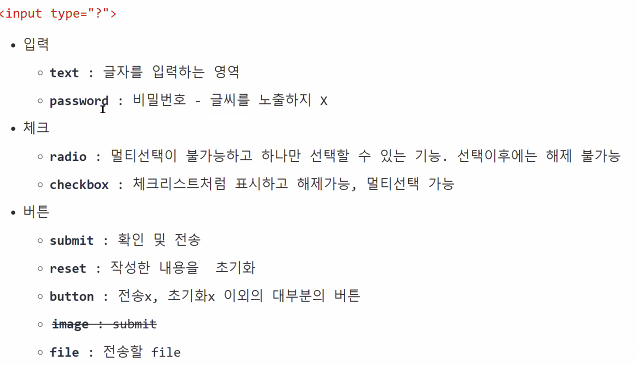 <input type="?">
입력
text : 글자를 입력하는 영역
password : 비밀번호 - 글씨를 노출하지 X
체크
radio : 멀티선택이 불가능하고 하나만 선택할 수 있는 기능. 선택이후에는 해제 불가능
checkbox : 체크리스트처럼 표시하고 해제가능, 멀티선택 가능
버튼
submit : 확인 및 전송
reset : 작성한 내용을 초기화
button : 전송x, 초기화x 이외의 대부분의 버튼
image : submit
file : 전송할 file